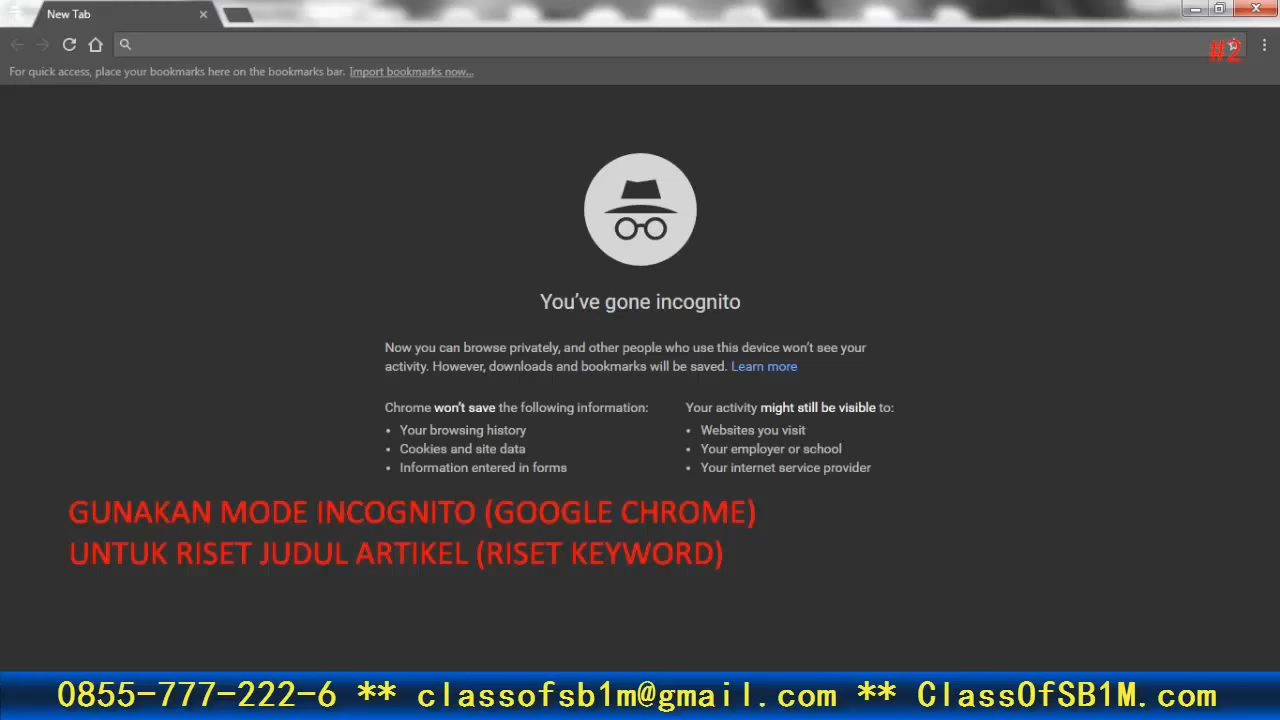 New Tab
#2
For quick access, place your bookmarks here on the bookmarks bar. Import bookmarks now...
You've gone incognito
Now you can browse privately, and other people who use this device won't see your
activity. However, downloads and bookmarks will be saved. Learn more
Chrome won't save the following information:
• Your browsing history
• Cookies and site data
• Information entered in forms
Your activity might still be visible to:
• Websites you visit
• Your employer or school
• Your internet service provider
GUNAKAN MODE INCOGNITO (GOOGLE CHROME)
UNTUK RISET JUDUL ARTIKEL (RISET KEYWORD)
0855-777-222-6 ** classofsb1m@gmail.com ** ClassOfSB1M.com